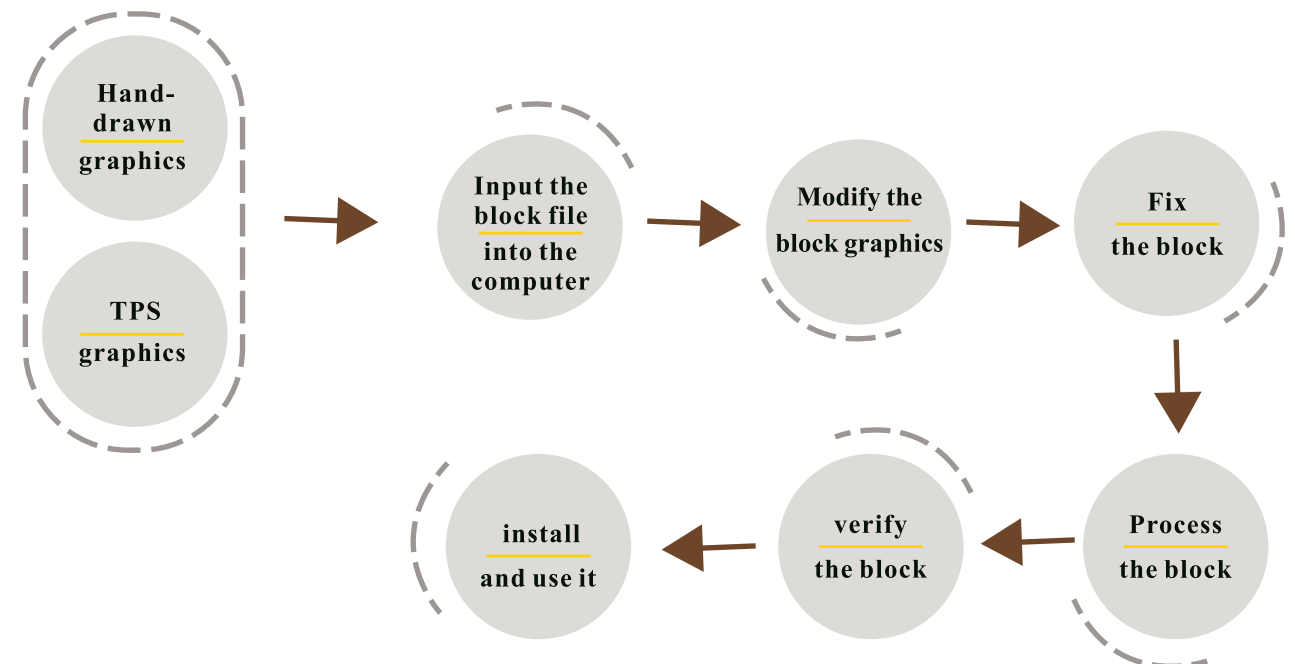 Hand-
drawn
graphics
TPS
graphics
Input the
block file
into the
computer
Modify the
block graphics
Fix
the block
Process
the block
verify
the block
install
and use it